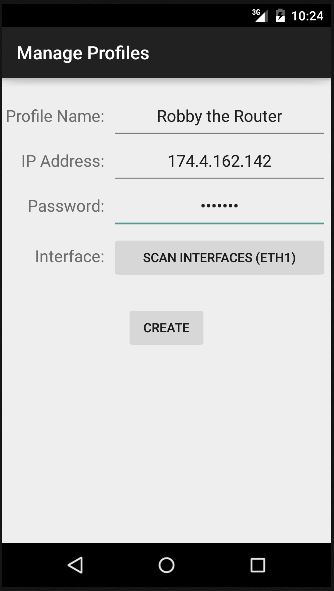 3G 10:24
Manage Profiles
Profile Name: Robby the Router
IP Address: 174.4.162.142
Password: •••••••
Interface: SCAN INTERFACES (ETH1)
CREATE